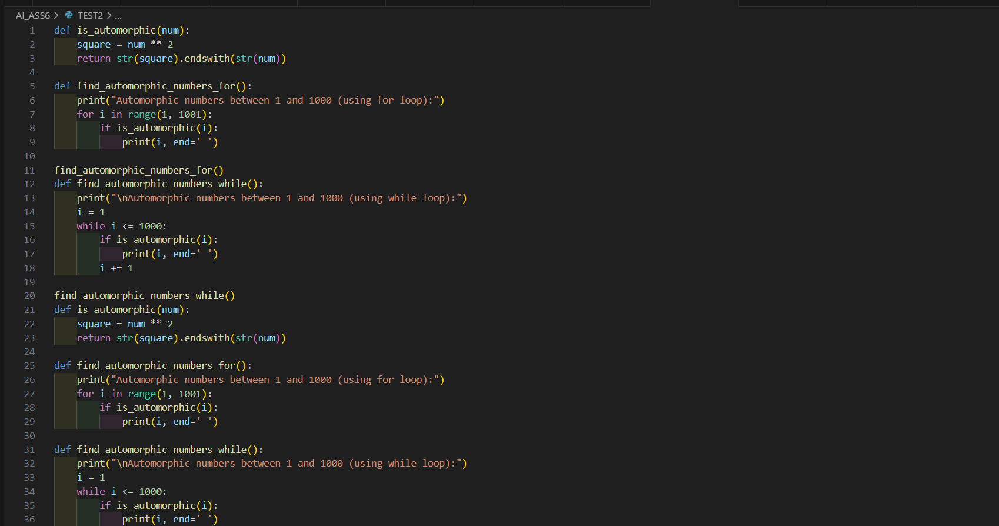 AI_ASS6 > TEST2 > ...
1 def is_automorphic(num):
2     square = num ** 2
3     return str(square).endswith(str(num))
4
5 def find_automorphic_numbers_for():
6     print("Automorphic numbers between 1 and 1000 (using for loop):")
7     for i in range(1, 1001):
8         if is_automorphic(i):
9             print(i, end=' ')
10
11 find_automorphic_numbers_for()
12 def find_automorphic_numbers_while():
13     print("\nAutomorphic numbers between 1 and 1000 (using while loop):")
14     i = 1
15     while i <= 1000:
16         if is_automorphic(i):
17             print(i, end=' ')
18         i += 1
19
20 find_automorphic_numbers_while()
21 def is_automorphic(num):
22     square = num ** 2
23     return str(square).endswith(str(num))
24
25 def find_automorphic_numbers_for():
26     print("Automorphic numbers between 1 and 1000 (using for loop):")
27     for i in range(1, 1001):
28         if is_automorphic(i):
29             print(i, end=' ')
30
31 def find_automorphic_numbers_while():
32     print("\nAutomorphic numbers between 1 and 1000 (using while loop):")
33     i = 1
34     while i <= 1000:
35         if is_automorphic(i):
36             print(i, end=' ')